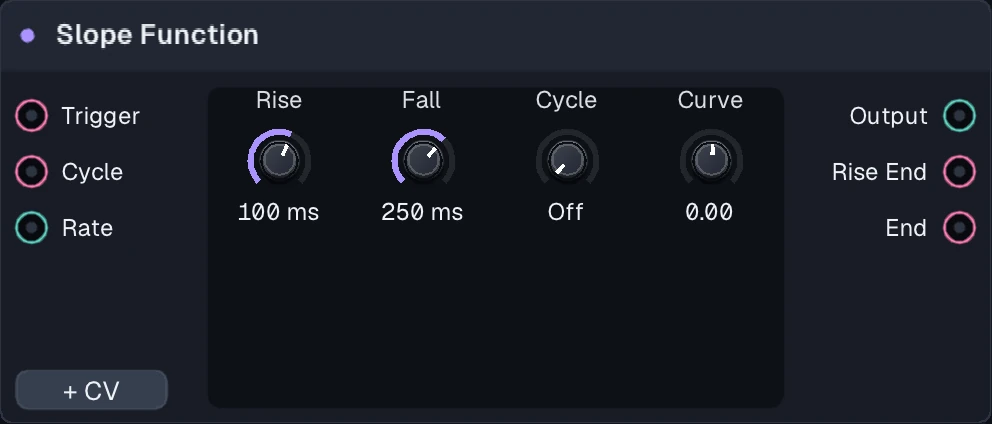 Slope Function
Trigger
Cycle
Rate
Rise
Fall
Cycle
Curve
100 ms
250 ms
Off
0.00
Output
Rise End
End
+ CV